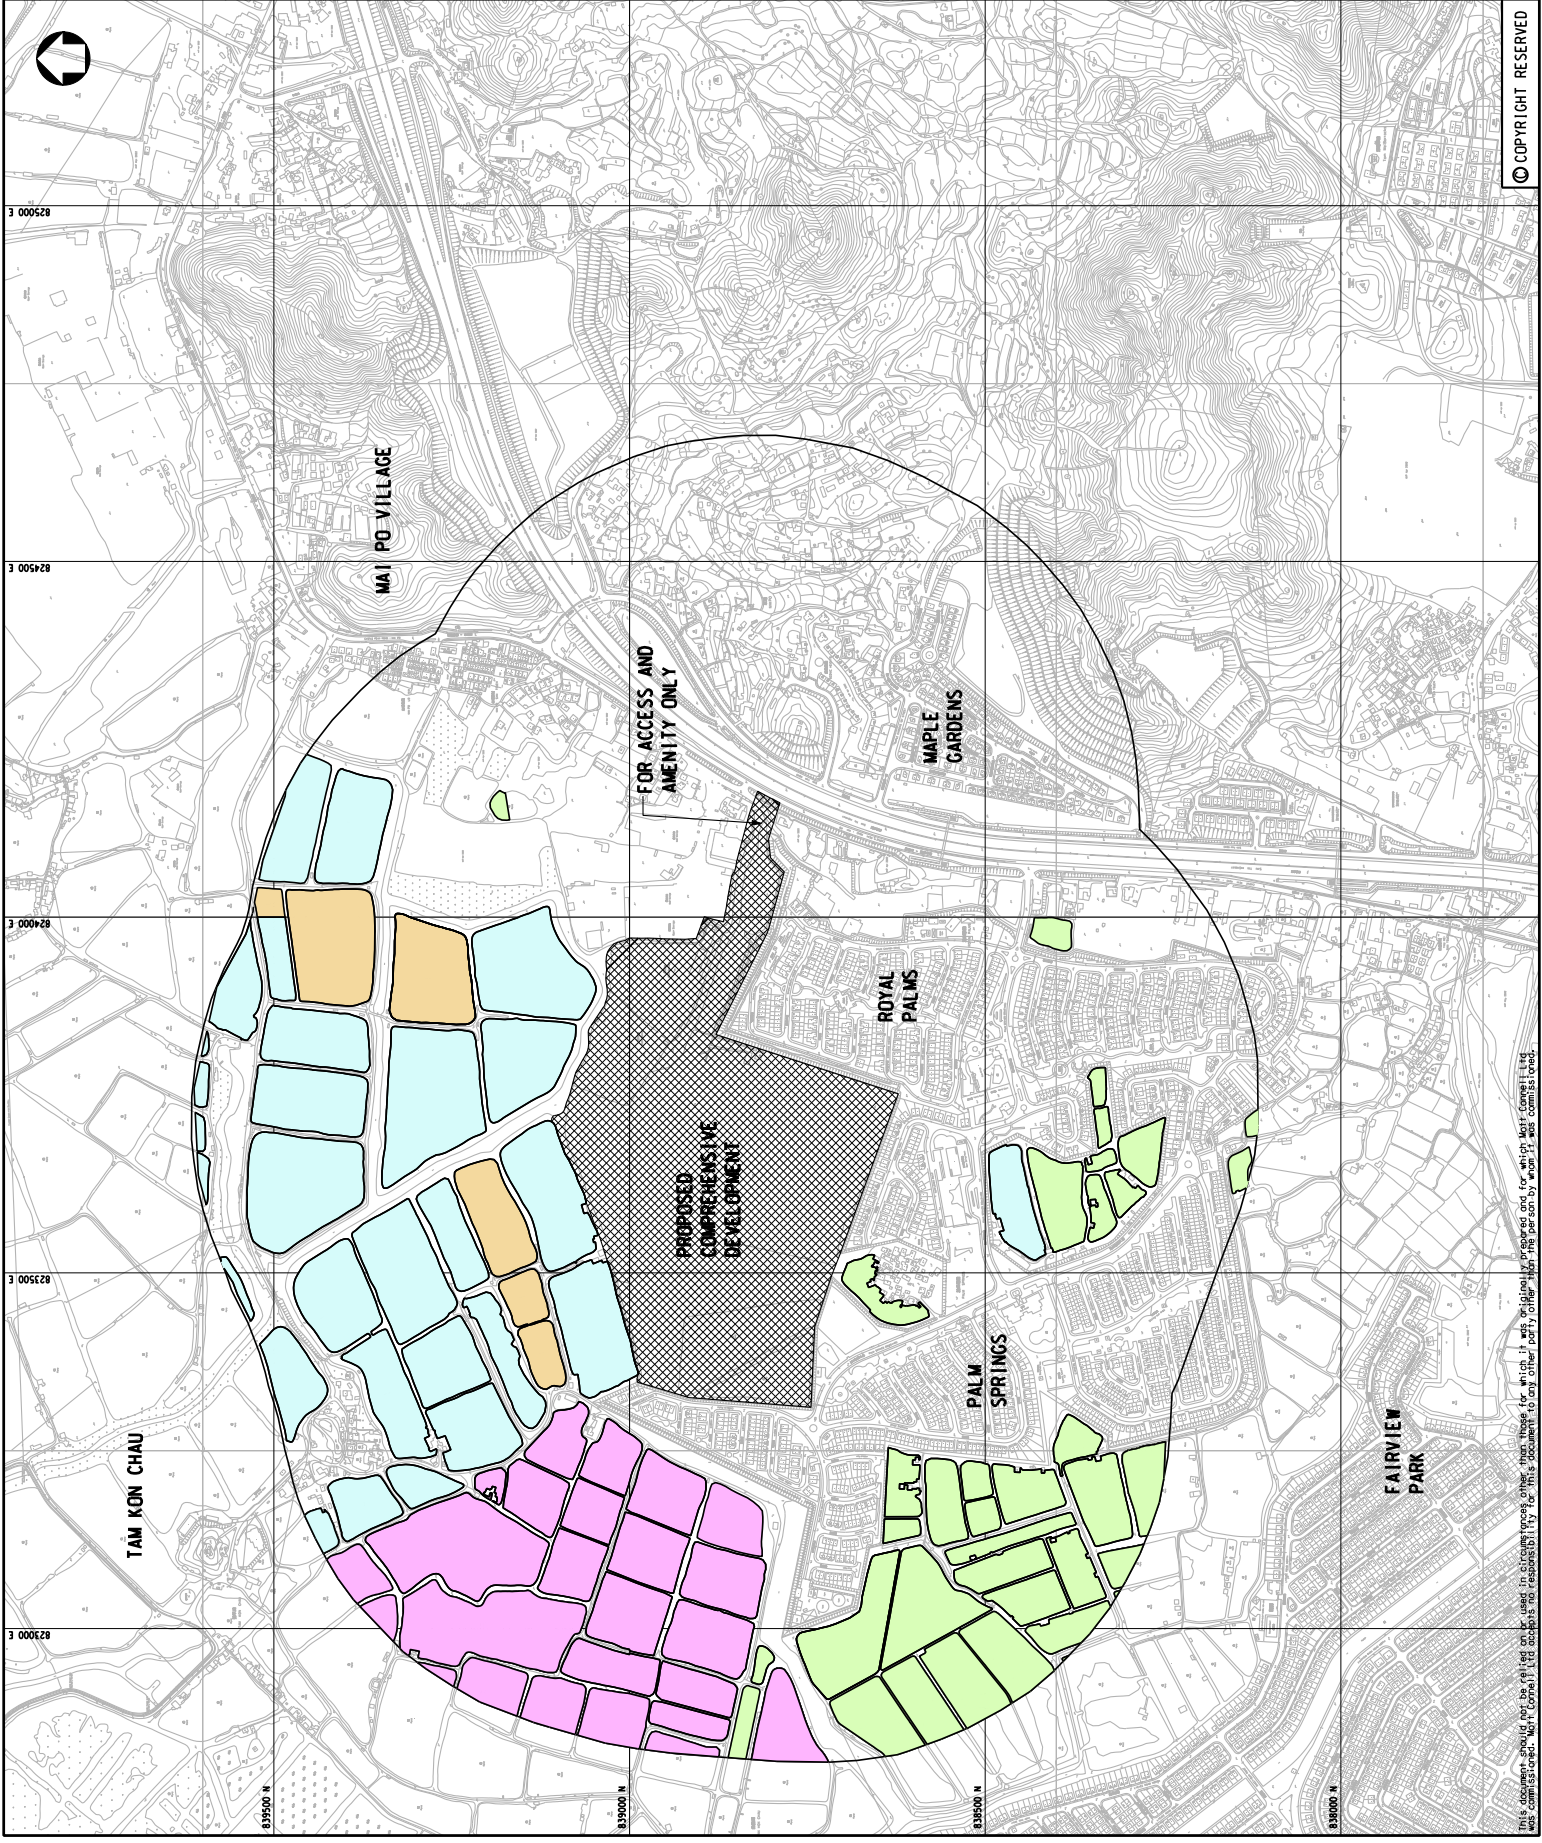 © COPYRIGHT RESERVED
825000 E
824500 E
824000 E
823500 E
823000 E
839500 N
839000 N
838500 N
838000 N
MAI PO VILLAGE
FOR ACCESS AND
AMENITY ONLY
MAPLE
GARDENS
ROYAL
PALMS
PROPOSED
COMPREHENSIVE
DEVELOPMENT
PALM
SPRINGS
TAM KON CHAU
FAIRVIEW
PARK
This document should not be relied on or used in circumstances other than those for which it was originally prepared and for which Mott Connell Ltd
was commissioned. Mott Connell Ltd accepts no responsibility for this document to any other party other than the person by whom it was commissioned.